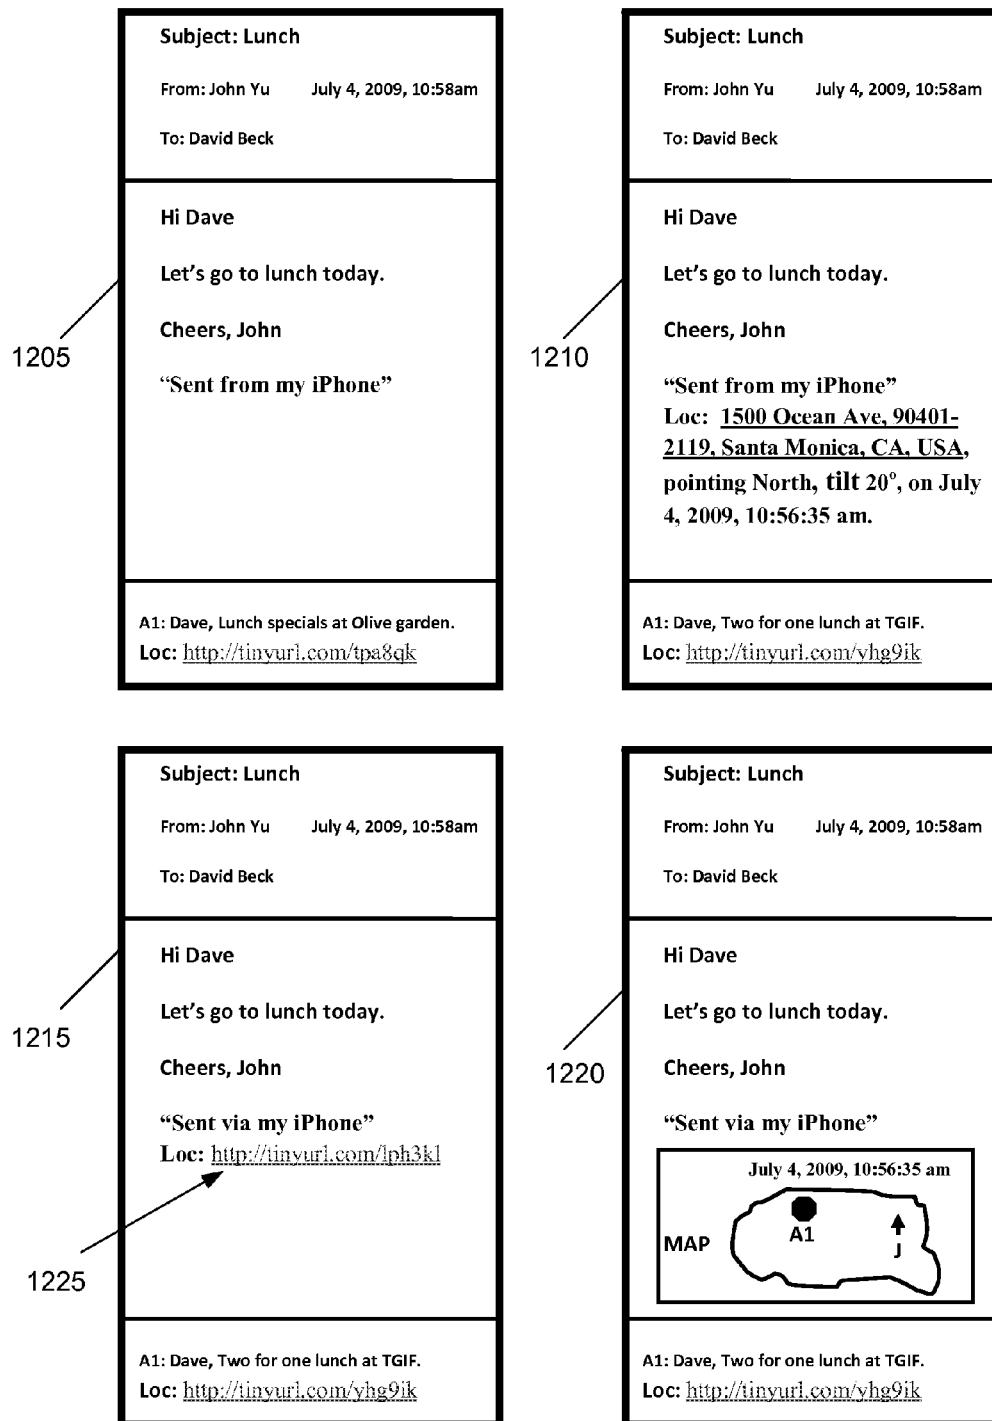 Subject: Lunch
From: John Yu July 4, 2009, 10:58am
To: David Beck
Hi Dave
Let's go to lunch today.
Cheers, John
“Sent from my iPhone”
A1: Dave, Lunch specials at Olive garden.
Loc: http://tinyurl.com/tpa8qk
1205
Subject: Lunch
From: John Yu July 4, 2009, 10:58am
To: David Beck
Hi Dave
Let's go to lunch today.
Cheers, John
“Sent from my iPhone”
Loc: 1500 Ocean Ave, 90401-
2119, Santa Monica, CA, USA,
pointing North, tilt 20°, on July
4, 2009, 10:56:35 am.
A1: Dave, Two for one lunch at TGIF.
Loc: http://tinyurl.com/yhg9ik
1210
Subject: Lunch
From: John Yu July 4, 2009, 10:58am
To: David Beck
Hi Dave
Let's go to lunch today.
Cheers, John
“Sent via my iPhone”
Loc: http://tinyurl.com/lph3kl
A1: Dave, Two for one lunch at TGIF.
Loc: http://tinyurl.com/yhg9ik
1215
1225
Subject: Lunch
From: John Yu July 4, 2009, 10:58am
To: David Beck
Hi Dave
Let's go to lunch today.
Cheers, John
“Sent via my iPhone”
July 4, 2009, 10:56:35 am
MAP
A1
J
A1: Dave, Two for one lunch at TGIF.
Loc: http://tinyurl.com/yhg9ik
1220